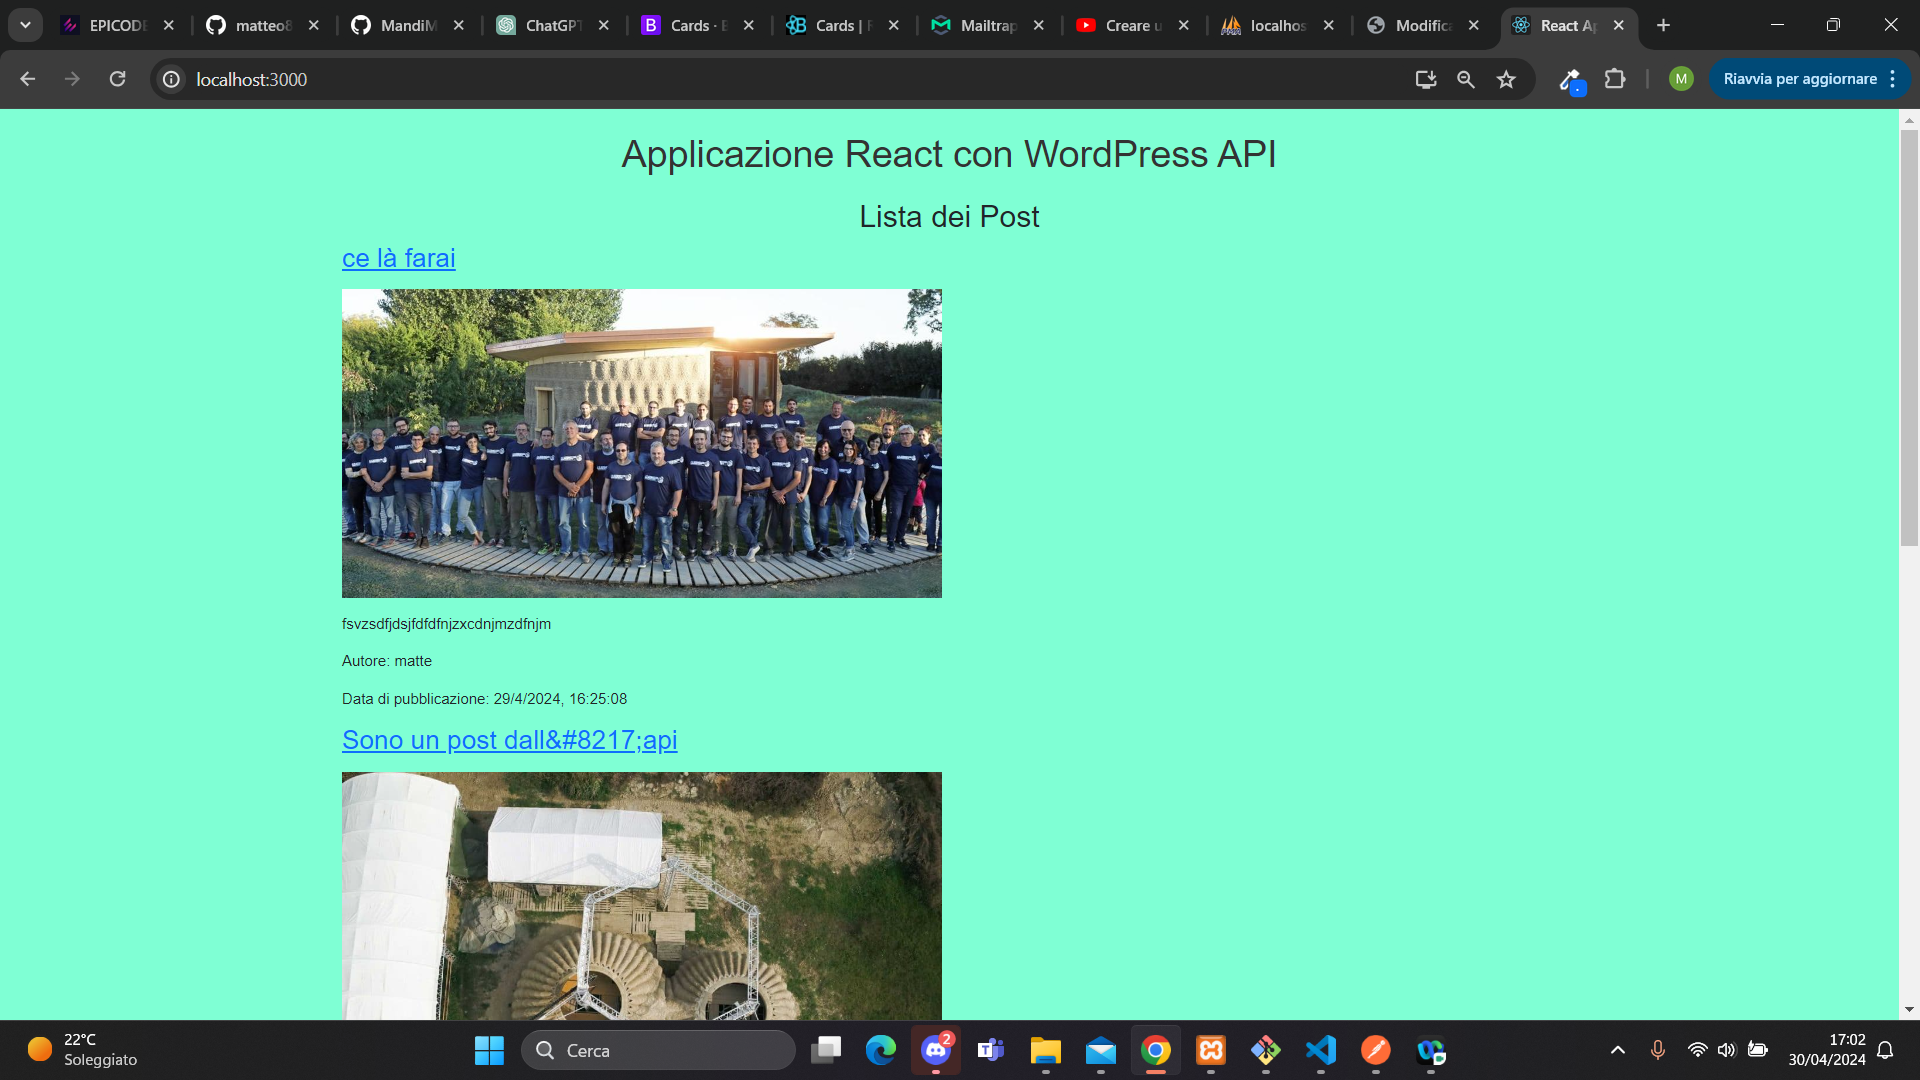 EPICODE
matteo8
MandiM
ChatGPT
Cards · B
Cards | R
Mailtrap
Creare u
localhos
Modifica
React Ap
localhost:3000
M
Riavvia per aggiornare
Applicazione React con WordPress API
Lista dei Post
ce là farai
fsvzsdfjdsjfdfdfnjzxcdnjmzdfnjm
Autore: matte
Data di pubblicazione: 29/4/2024, 16:25:08
Sono un post dall&#8217;api
22°C
Soleggiato
Cerca
2
17:02
30/04/2024